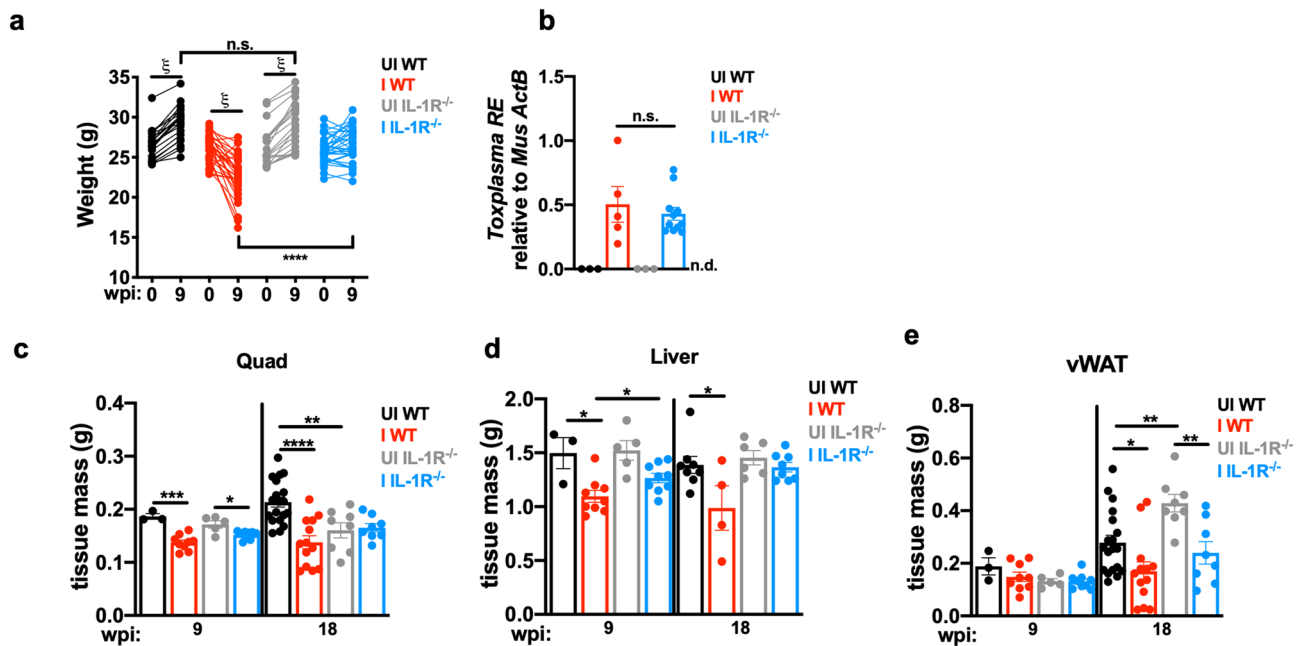 a
n.s.
ξ
ξ
ξ
UI WT
I WT
UI IL-1R-/-
I IL-1R-/-
Weight (g)
35
30
25
20
15
10
****
wpi: 0 9 0 9 0 9 0 9
b
UI WT
I WT
UI IL-1R-/-
I IL-1R-/-
Toxplasma RE
relative to Mus ActB
1.5
1.0
0.5
0.0
n.s.
n.d.
c
Quad
UI WT
I WT
UI IL-1R-/-
I IL-1R-/-
tissue mass (g)
0.4
0.3
0.2
0.1
0.0
***
*
**
****
wpi: 9 18
d
Liver
UI WT
I WT
UI IL-1R-/-
I IL-1R-/-
tissue mass (g)
2.0
1.5
1.0
0.5
0.0
*
*
*
wpi: 9 18
e
vWAT
UI WT
I WT
UI IL-1R-/-
I IL-1R-/-
tissue mass (g)
0.8
0.6
0.4
0.2
0.0
**
*
**
wpi: 9 18